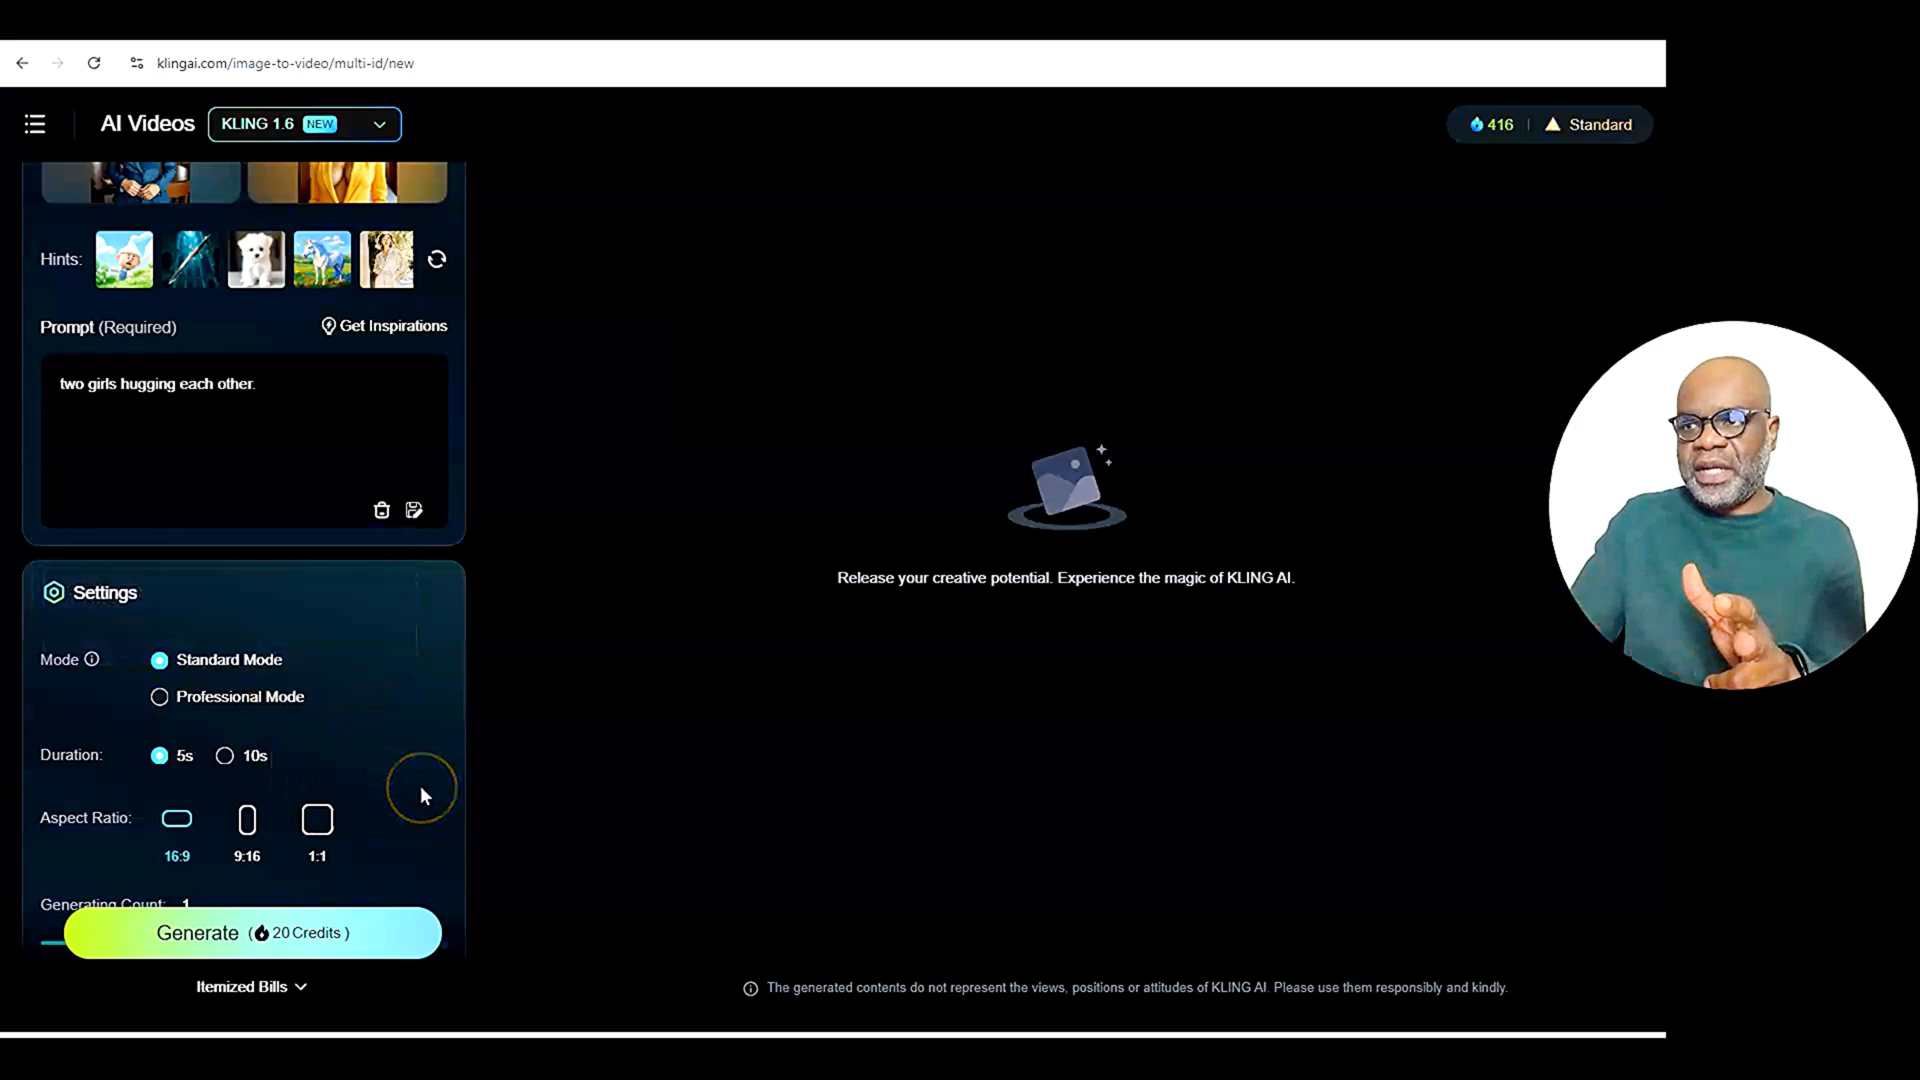 klingai.com/image-to-video/multi-id/new
AI Videos
KLING 1.6 NEW
416 | Standard
Hints:
Prompt (Required)
Get Inspirations
two girls hugging each other.
Settings
Mode
Standard Mode
Professional Mode
Duration:
5s
10s
Aspect Ratio:
16:9
9:16
1:1
Generating Count: 1
Generate ( 20 Credits )
Itemized Bills
Release your creative potential. Experience the magic of KLING AI.
The generated contents do not represent the views, positions or attitudes of KLING AI. Please use them responsibly and kindly.